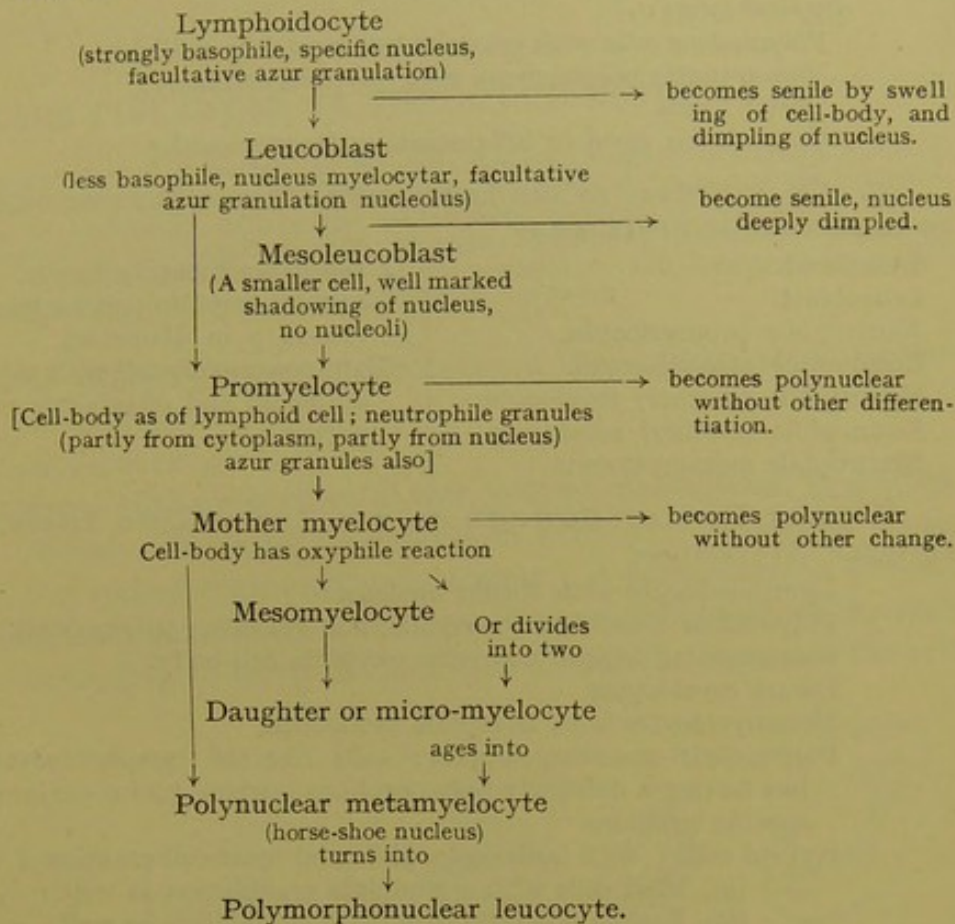 Lymphoidocyte
(strongly basophile, specific nucleus,
facultative azur granulation)
becomes senile by swell
ing of cell-body, and
dimpling of nucleus.
Leucoblast
(less basophile, nucleus myelocytar, facultative
azur granulation nucleolus)
become senile, nucleus
deeply dimpled.
Mesoleucoblast
(A smaller cell, well marked
shadowing of nucleus,
no nucleoli)
Promyelocyte
becomes polynuclear
without other differen-
tiation.
[Cell-body as of lymphoid cell; neutrophile granules
(partly from cytoplasm, partly from nucleus)
azur granules also]
Mother myelocyte
becomes polynuclear
without other change.
Cell-body has oxyphile reaction
Mesomyelocyte
Or divides
into two
Daughter or micro-myelocyte
ages into
Polynuclear metamyelocyte
(horse-shoe nucleus)
turns into
Polymorphonuclear leucocyte.